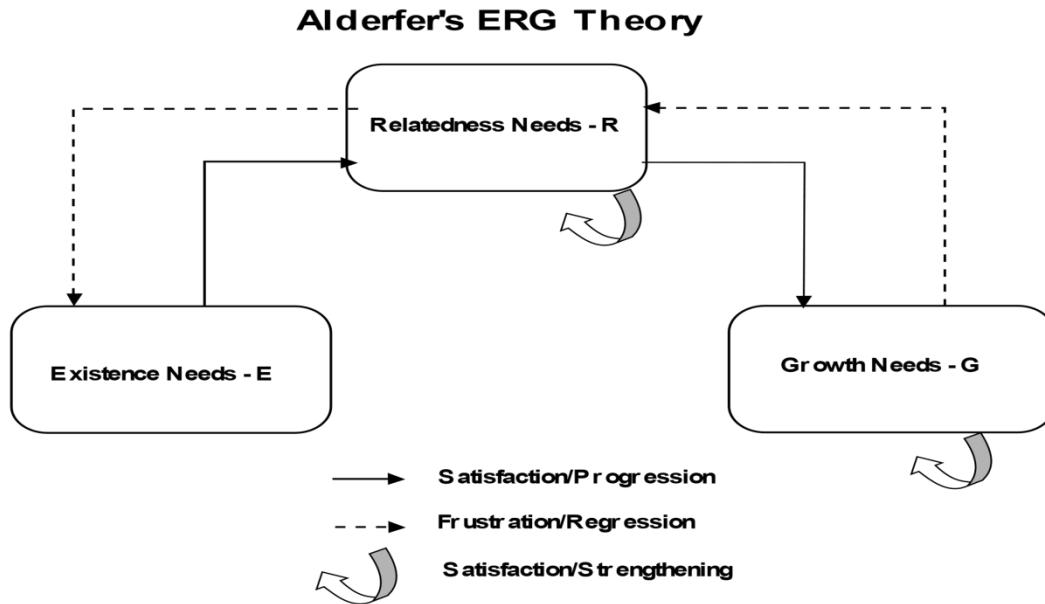 Alderfer's ERG Theory
Relatedness Needs - R
Existence Needs - E
Growth Needs - G
Satisfaction/Progression
Frustration/Regression
Satisfaction/Strengthening